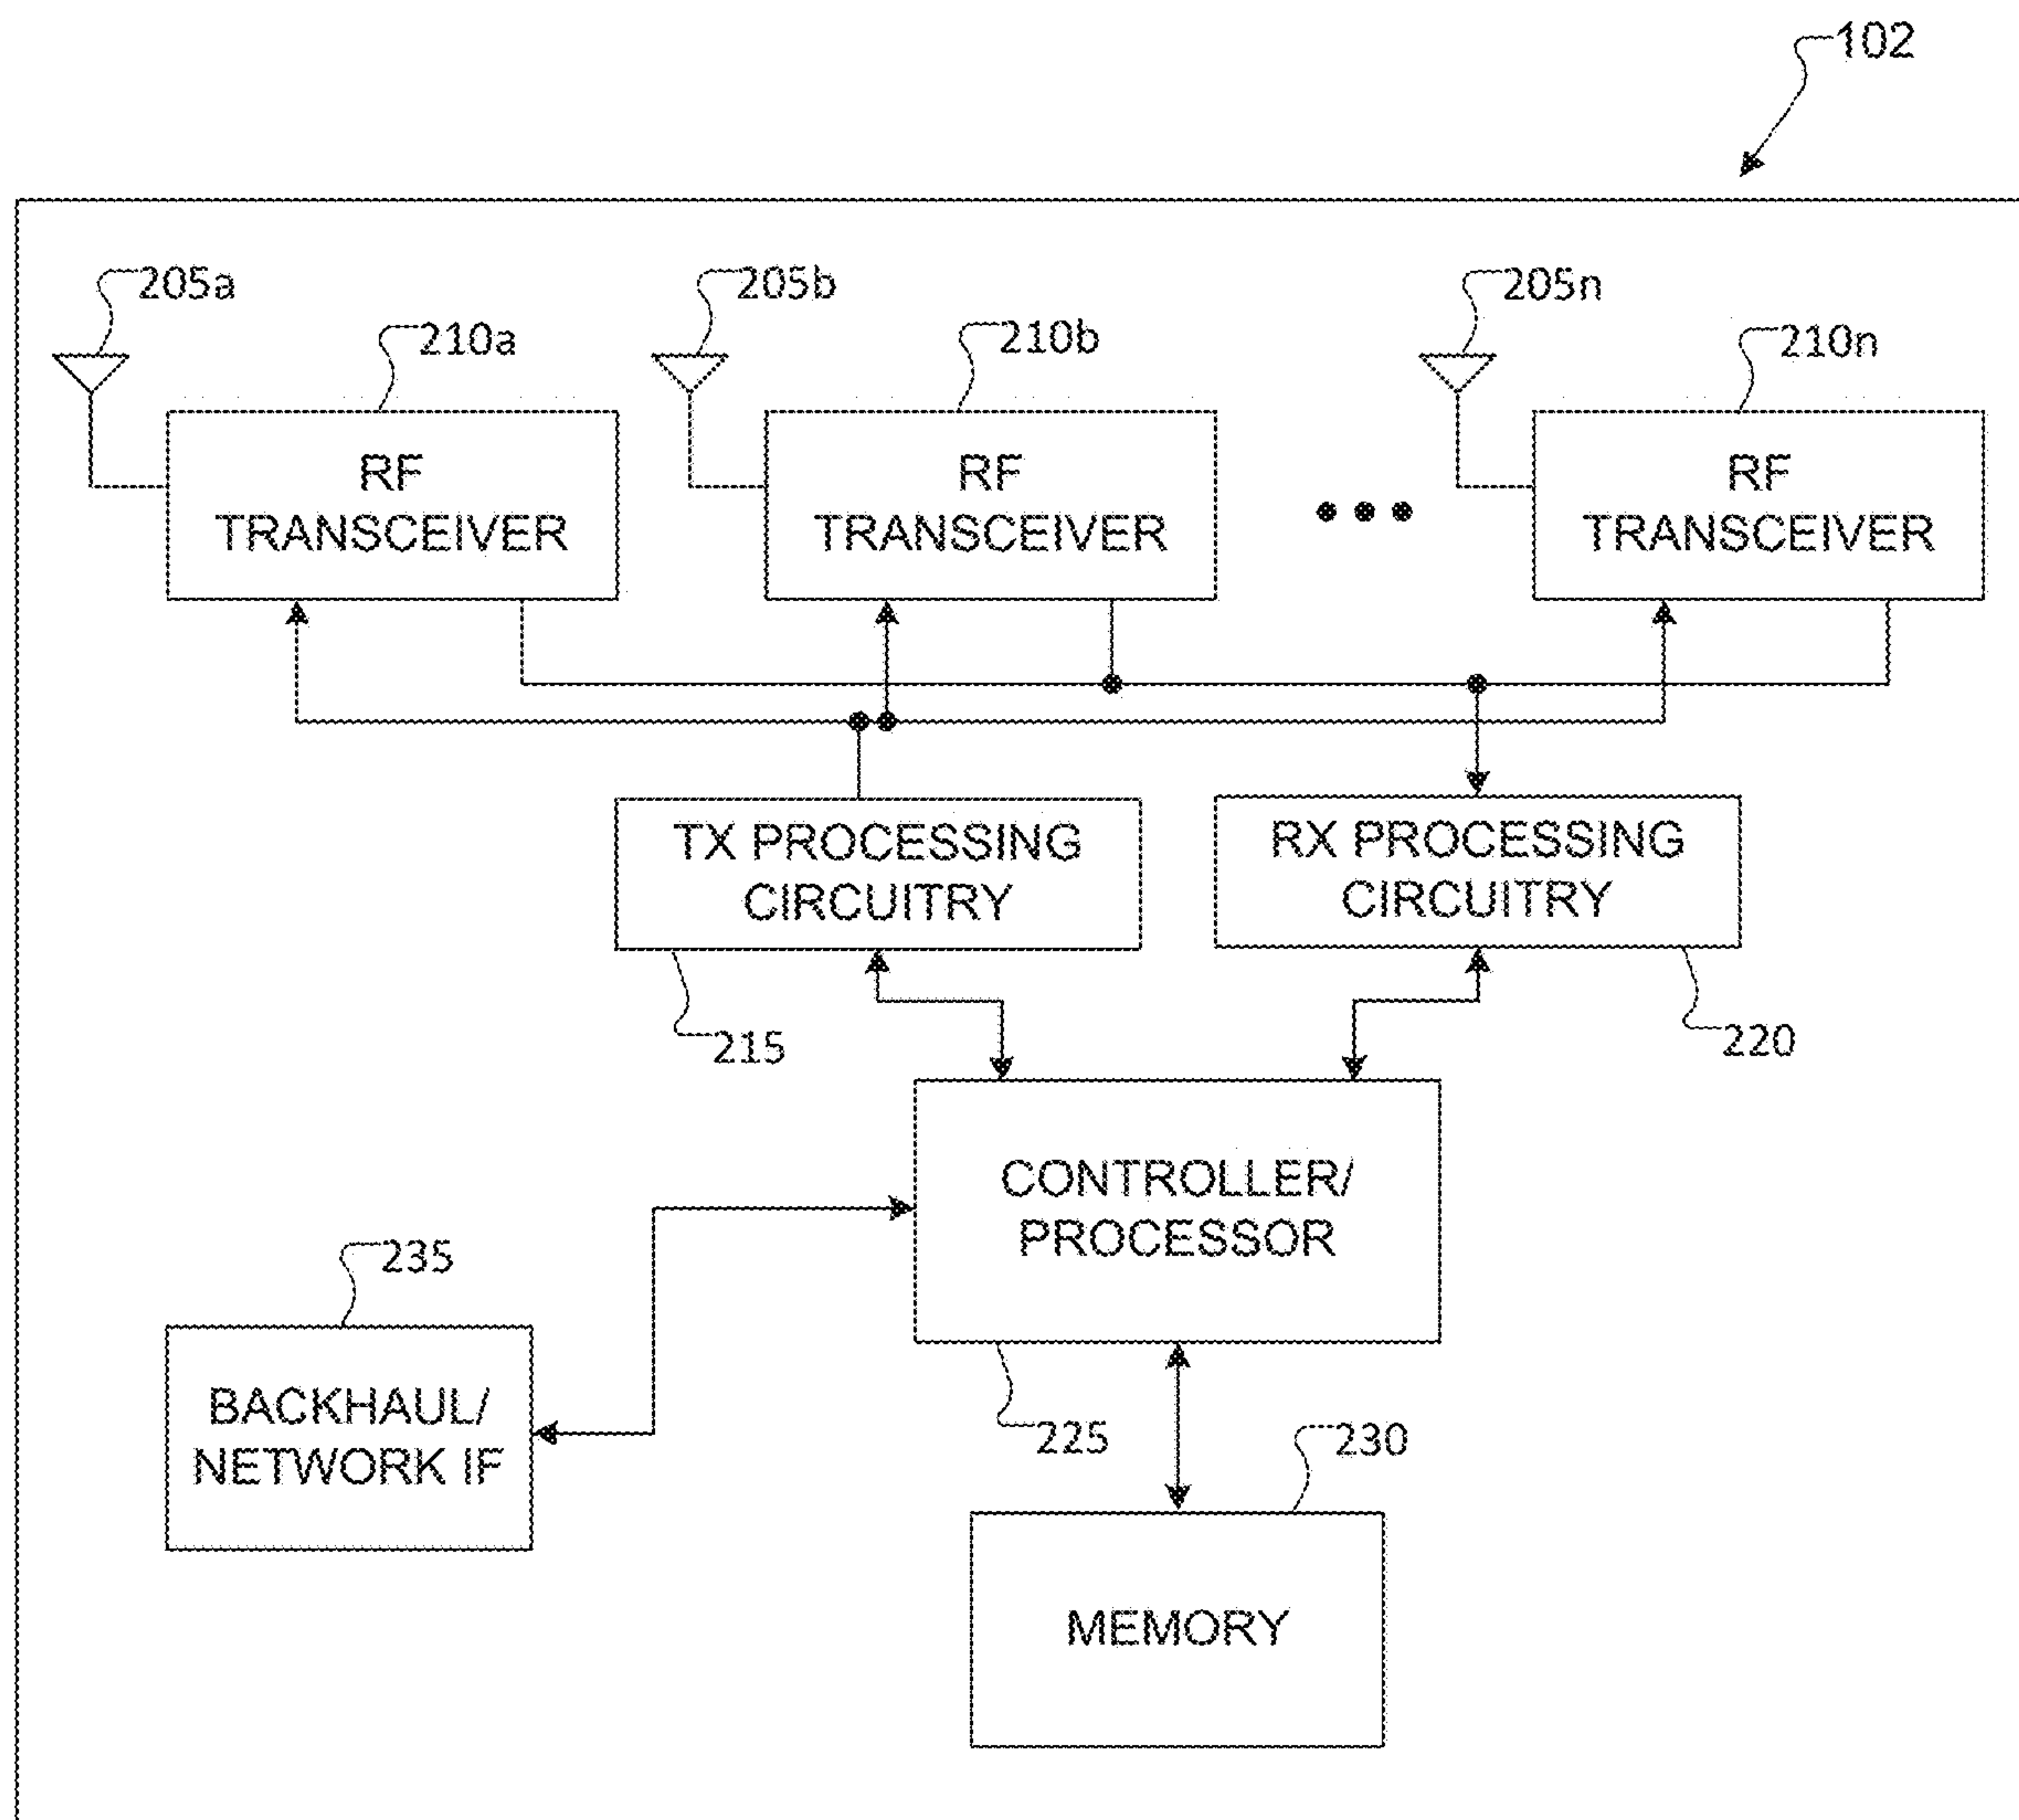 102
205a
210a
205b
210b
205n
210n
RF
TRANSCEIVER
RF
TRANSCEIVER
RF
TRANSCEIVER
TX PROCESSING
CIRCUITRY
RX PROCESSING
CIRCUITRY
215
220
CONTROLLER/
PROCESSOR
235
BACKHAUL/
NETWORK IF
225
230
MEMORY